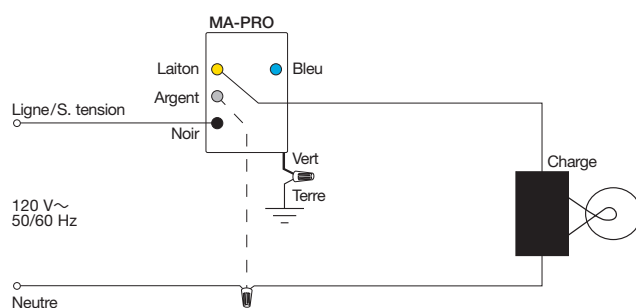 MA-PRO
Laiton
Bleu
Argent
Ligne/S. tension
Noir
Vert
Charge
Terre
120 V~
50/60 Hz
Neutre